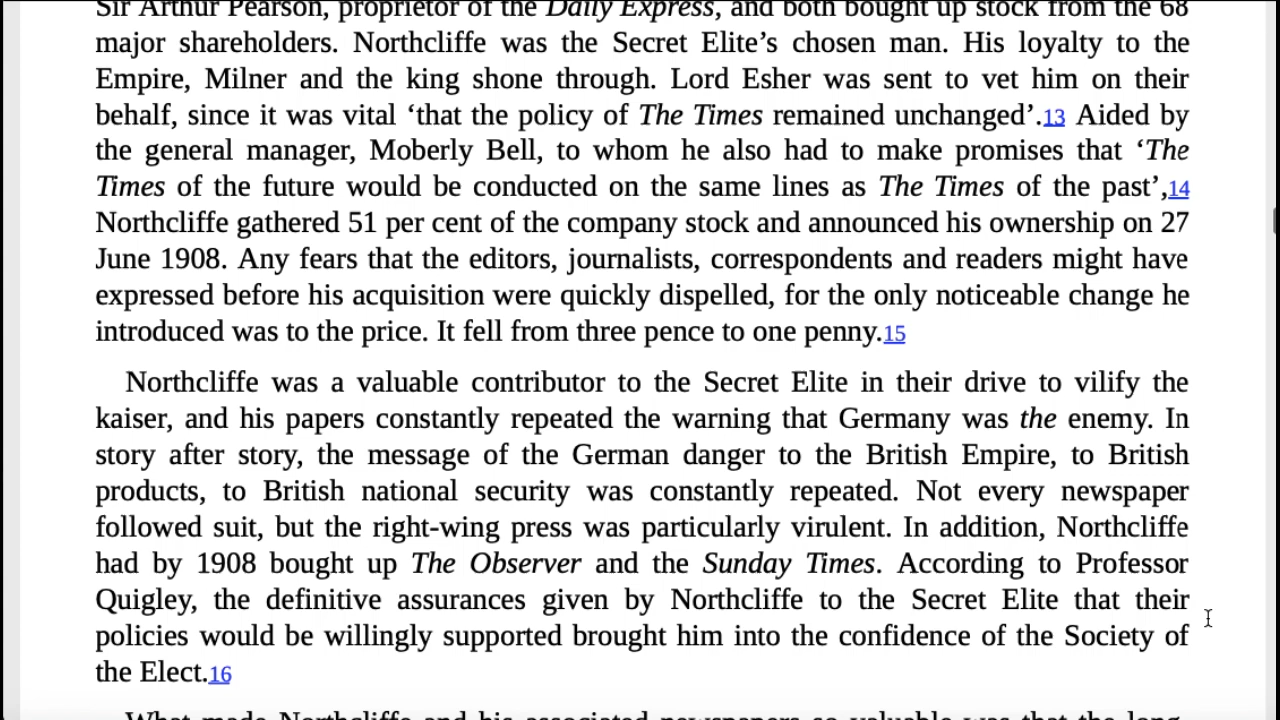 Sir Arthur Pearson, proprietor of the Daily Express, and both bought up stock from the 68
major shareholders. Northcliffe was the Secret Elite’s chosen man. His loyalty to the
Empire, Milner and the king shone through. Lord Esher was sent to vet him on their
behalf, since it was vital ‘that the policy of The Times remained unchanged’.13 Aided by
the general manager, Moberly Bell, to whom he also had to make promises that ‘The
Times of the future would be conducted on the same lines as The Times of the past’,14
Northcliffe gathered 51 per cent of the company stock and announced his ownership on 27
June 1908. Any fears that the editors, journalists, correspondents and readers might have
expressed before his acquisition were quickly dispelled, for the only noticeable change he
introduced was to the price. It fell from three pence to one penny.15
Northcliffe was a valuable contributor to the Secret Elite in their drive to vilify the
kaiser, and his papers constantly repeated the warning that Germany was the enemy. In
story after story, the message of the German danger to the British Empire, to British
products, to British national security was constantly repeated. Not every newspaper
followed suit, but the right-wing press was particularly virulent. In addition, Northcliffe
had by 1908 bought up The Observer and the Sunday Times. According to Professor
Quigley, the definitive assurances given by Northcliffe to the Secret Elite that their
policies would be willingly supported brought him into the confidence of the Society of
the Elect.16
What made Northcliffe and his associated newspapers so valuable was that the long-